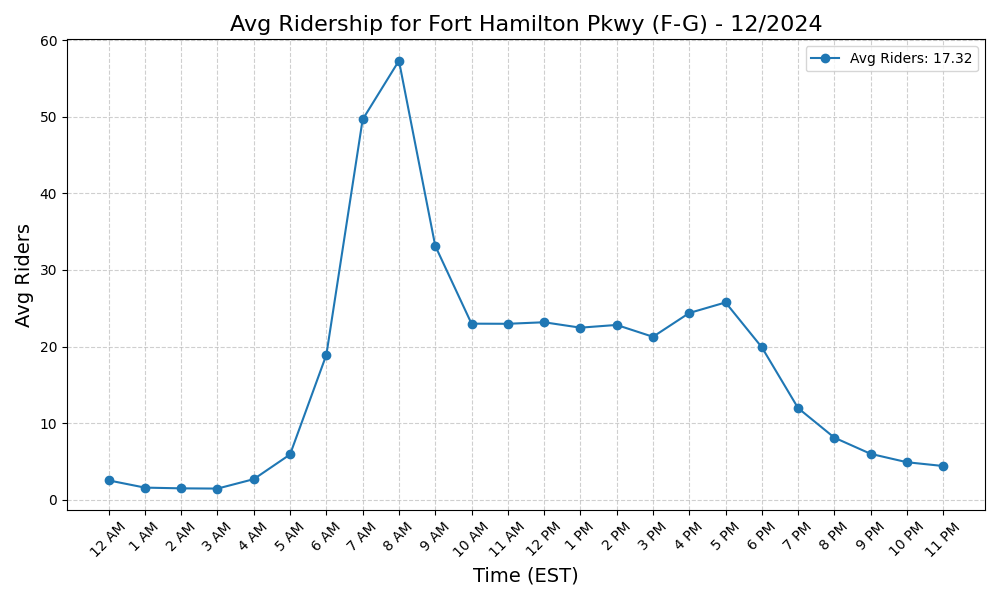 Avg Ridership for Fort Hamilton Pkwy (F-G) - 12/2024
Avg Riders: 17.32
Avg Riders
60
50
40
30
20
10
0
12 AM
1 AM
2 AM
3 AM
4 AM
5 AM
6 AM
7 AM
8 AM
9 AM
10 AM
11 AM
12 PM
1 PM
2 PM
3 PM
4 PM
5 PM
6 PM
7 PM
8 PM
9 PM
10 PM
11 PM
Time (EST)